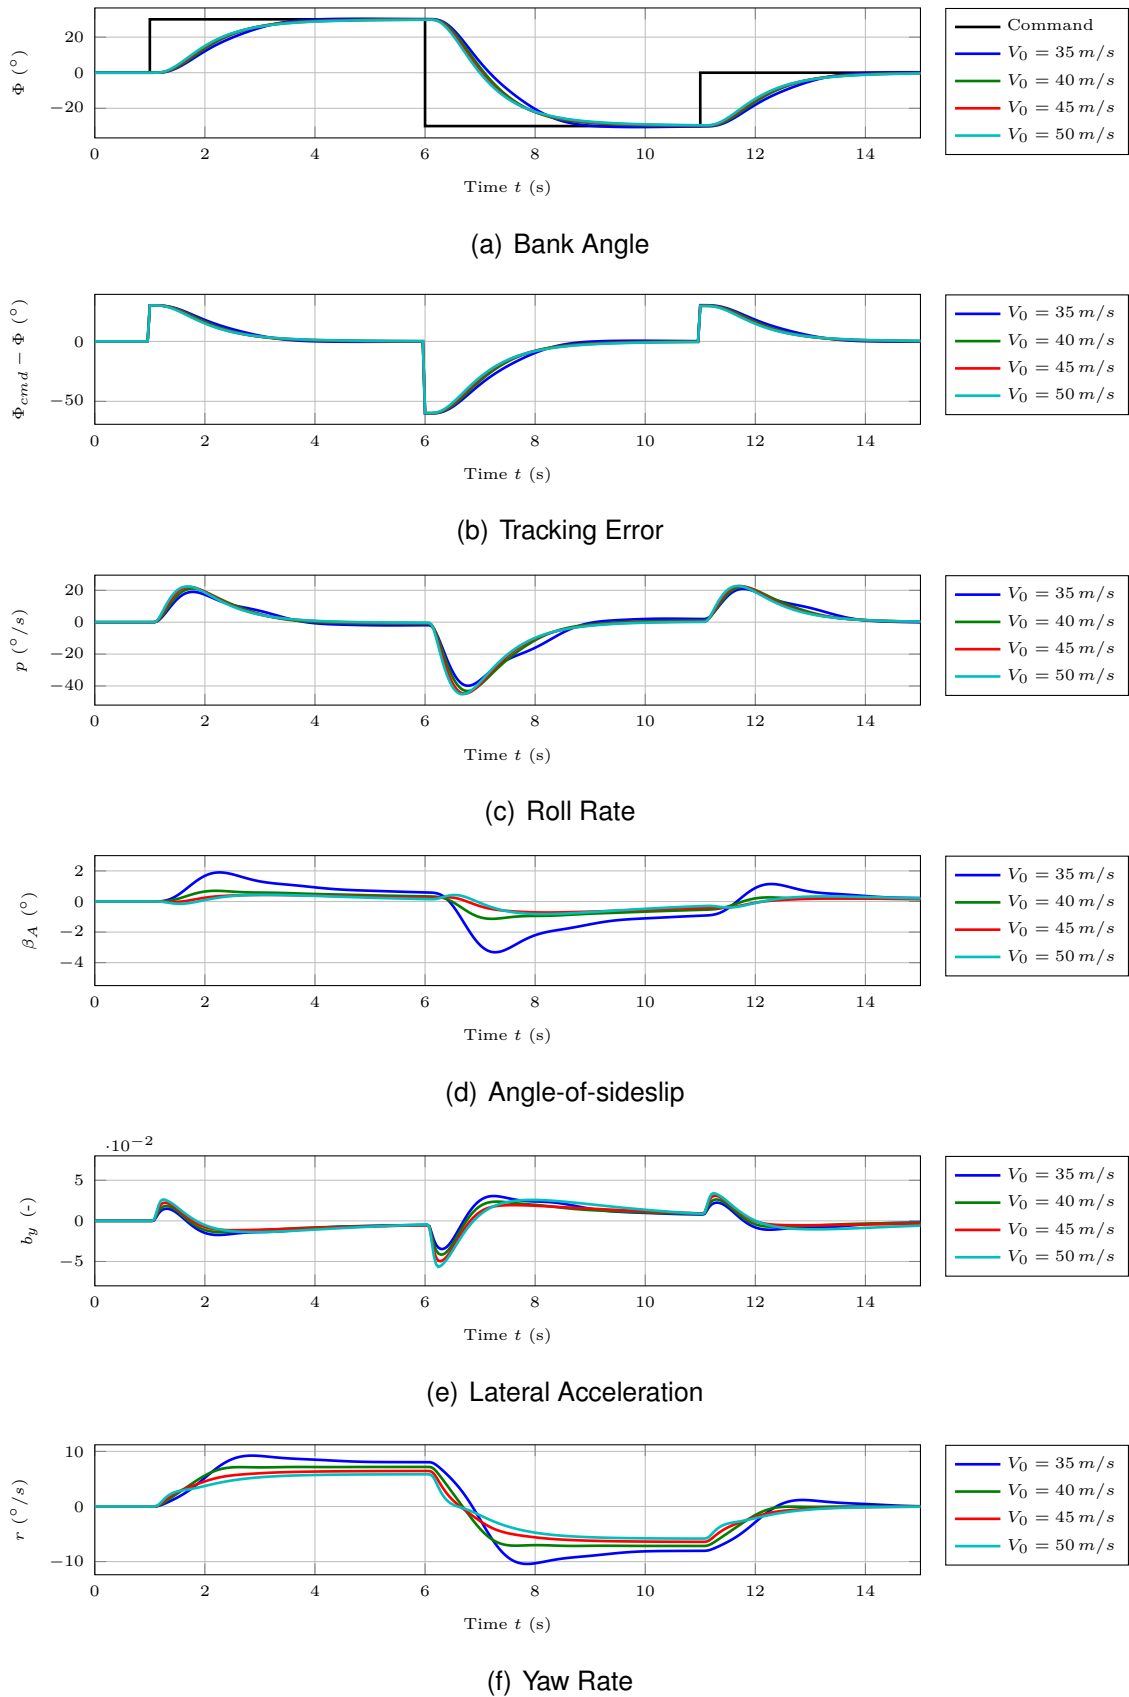 20
0
−20
Φ (°)
0 2 4 6 8 10 12 14
Time t (s)
Command
V0 = 35 m/s
V0 = 40 m/s
V0 = 45 m/s
V0 = 50 m/s
(a) Bank Angle
0
−50
Φcmd − Φ (°)
0 2 4 6 8 10 12 14
Time t (s)
V0 = 35 m/s
V0 = 40 m/s
V0 = 45 m/s
V0 = 50 m/s
(b) Tracking Error
20
0
−20
−40
p (°/s)
0 2 4 6 8 10 12 14
Time t (s)
V0 = 35 m/s
V0 = 40 m/s
V0 = 45 m/s
V0 = 50 m/s
(c) Roll Rate
2
0
−2
−4
βA (°)
0 2 4 6 8 10 12 14
Time t (s)
V0 = 35 m/s
V0 = 40 m/s
V0 = 45 m/s
V0 = 50 m/s
(d) Angle-of-sideslip
·10−2
5
0
−5
by (-)
0 2 4 6 8 10 12 14
Time t (s)
V0 = 35 m/s
V0 = 40 m/s
V0 = 45 m/s
V0 = 50 m/s
(e) Lateral Acceleration
10
0
−10
r (°/s)
0 2 4 6 8 10 12 14
Time t (s)
V0 = 35 m/s
V0 = 40 m/s
V0 = 45 m/s
V0 = 50 m/s
(f) Yaw Rate